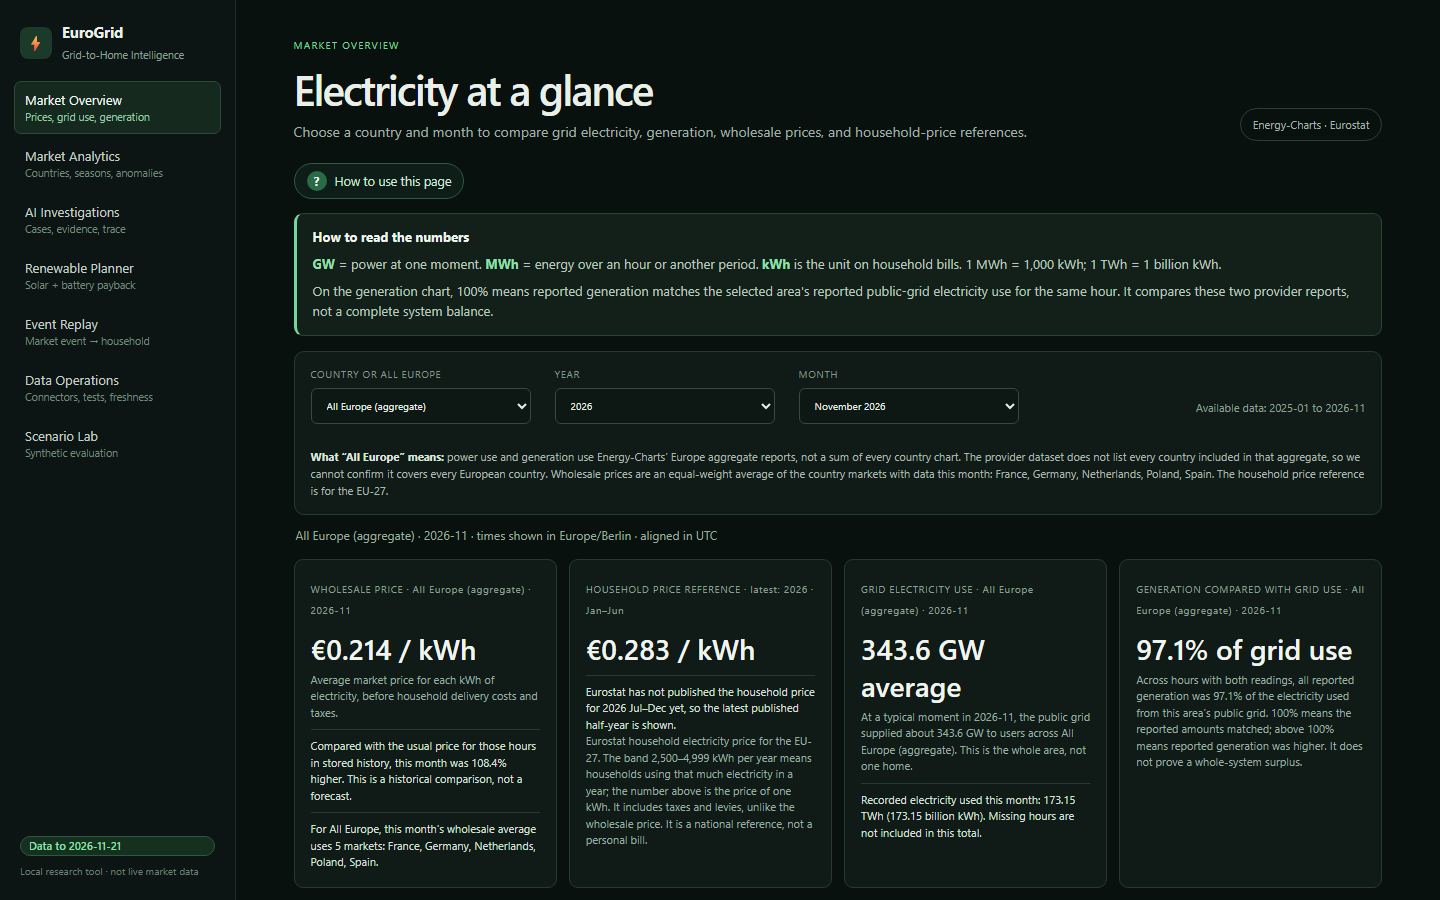 EuroGrid
Grid-to-Home Intelligence
Market Overview
Prices, grid use, generation
Market Analytics
Countries, seasons, anomalies
AI Investigations
Cases, evidence, trace
Renewable Planner
Solar + battery payback
Event Replay
Market event → household
Data Operations
Connectors, tests, freshness
Scenario Lab
Synthetic evaluation
Data to 2026-11-21
Local research tool · not live market data
MARKET OVERVIEW
Electricity at a glance
Choose a country and month to compare grid electricity, generation, wholesale prices, and household-price references.
Energy-Charts · Eurostat
? How to use this page
How to read the numbers
GW = power at one moment. MWh = energy over an hour or another period. kWh is the unit on household bills. 1 MWh = 1,000 kWh; 1 TWh = 1 billion kWh.
On the generation chart, 100% means reported generation matches the selected area's reported public-grid electricity use for the same hour. It compares these two provider reports,
not a complete system balance.
COUNTRY OR ALL EUROPE
All Europe (aggregate)
YEAR
2026
MONTH
November 2026
Available data: 2025-01 to 2026-11
What “All Europe” means: power use and generation use Energy-Charts’ Europe aggregate reports, not a sum of every country chart. The provider dataset does not list every country included in that aggregate, so we
cannot confirm it covers every European country. Wholesale prices are an equal-weight average of the country markets with data this month: France, Germany, Netherlands, Poland, Spain. The household price reference
is for the EU-27.
All Europe (aggregate) · 2026-11 · times shown in Europe/Berlin · aligned in UTC
WHOLESALE PRICE · All Europe (aggregate) ·
2026-11
€0.214 / kWh
Average market price for each kWh of
electricity, before household delivery costs and
taxes.
Compared with the usual price for those hours
in stored history, this month was 108.4%
higher. This is a historical comparison, not a
forecast.
For All Europe, this month's wholesale average
uses 5 markets: France, Germany, Netherlands,
Poland, Spain.
HOUSEHOLD PRICE REFERENCE · latest: 2026 ·
Jan–Jun
€0.283 / kWh
Eurostat has not published the household price
for 2026 Jul–Dec yet, so the latest published
half-year is shown.
Eurostat household electricity price for the EU-
27. The band 2,500–4,999 kWh per year means
households using that much electricity in a
year; the number above is the price of one
kWh. It includes taxes and levies, unlike the
wholesale price. It is a national reference, not a
personal bill.
GRID ELECTRICITY USE · All Europe
(aggregate) · 2026-11
343.6 GW
average
At a typical moment in 2026-11, the public grid
supplied about 343.6 GW to users across All
Europe (aggregate). This is the whole area, not
one home.
Recorded electricity used this month: 173.15
TWh (173.15 billion kWh). Missing hours are
not included in this total.
GENERATION COMPARED WITH GRID USE · All
Europe (aggregate) · 2026-11
97.1% of grid use
Across hours with both readings, all reported
generation was 97.1% of the electricity used
from this area's public grid. 100% means the
reported amounts matched; above 100%
means reported generation was higher. It does
not prove a whole-system surplus.